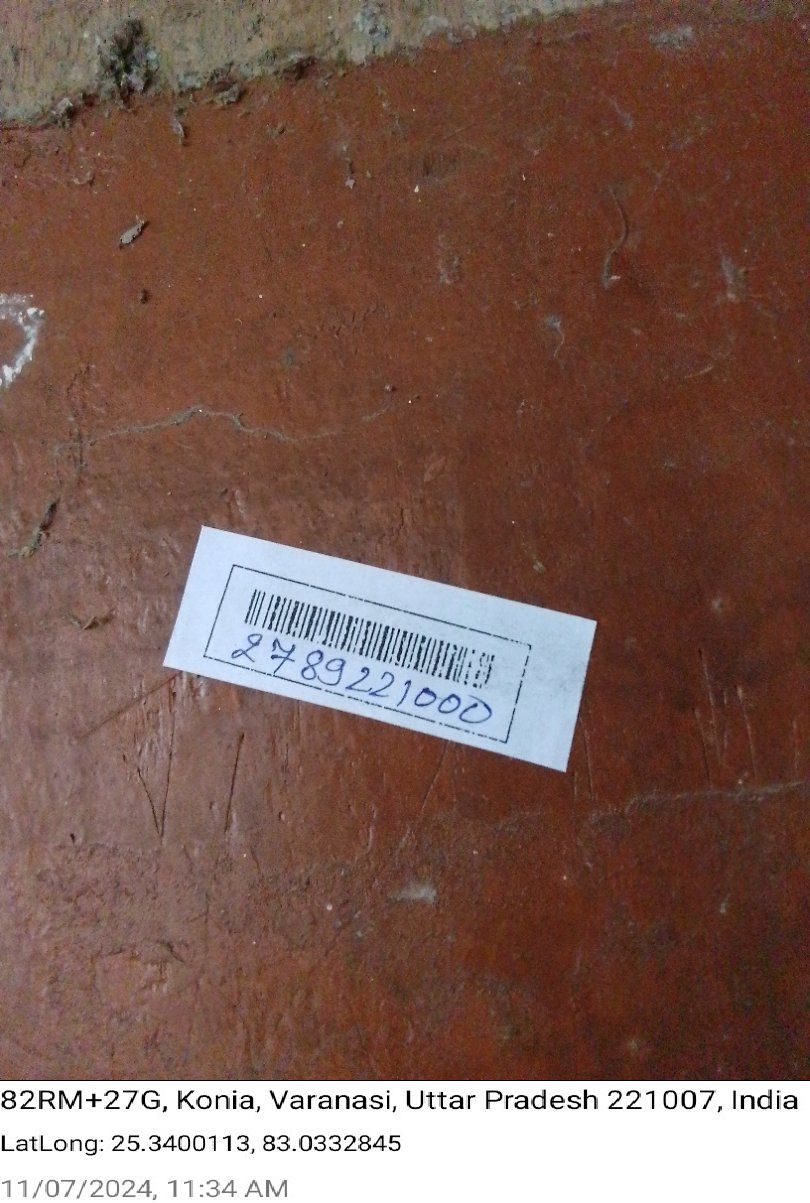 2789221000
82RM+27G, Konia, Varanasi, Uttar Pradesh 221007, India
LatLong: 25.3400113, 83.0332845
11/07/2024, 11:34 AM